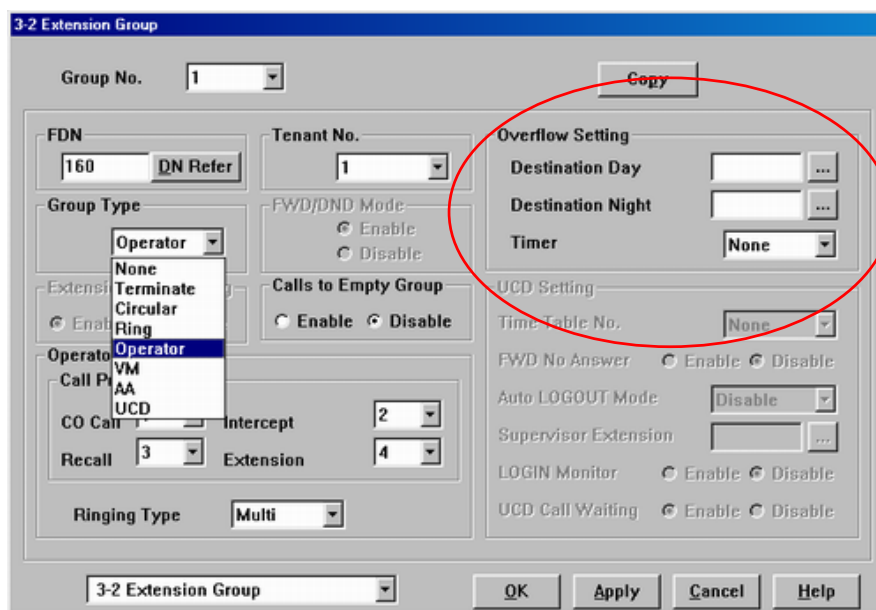 3-2 Extension Group
Group No. 1
Copy
FDN
160 DN Refer
Tenant No.
1
Overflow Setting
Destination Day ...
Destination Night ...
Timer None
Group Type
Operator
None
Terminate
Circular
Ring
Operator
VM
AA
UCD
FWD/DND Mode
Enable
Disable
Calls to Empty Group
Enable Disable
UCD Setting
Time Table No. None
FWD No Answer Enable Disable
Auto LOGOUT Mode Disable
Supervisor Extension ...
LOGIN Monitor Enable Disable
UCD Call Waiting Enable Disable
CO Call
Intercept 2
Recall 3
Extension 4
Ringing Type Multi
3-2 Extension Group
OK Apply Cancel Help